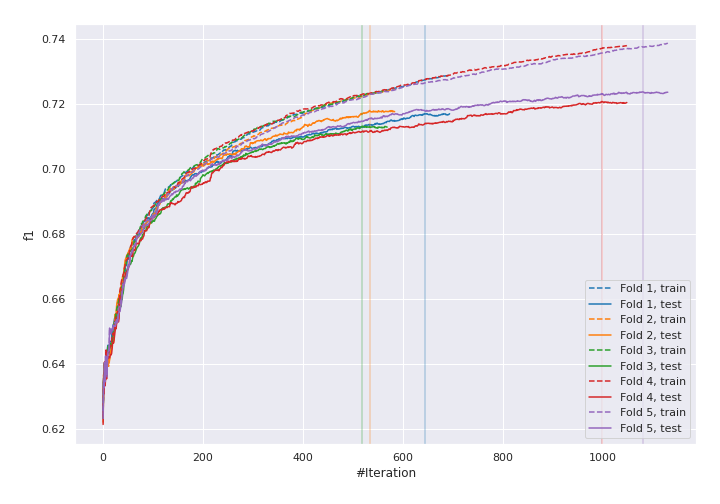 0.74
0.72
0.70
0.68
0.66
0.64
0.62
f1
0
200
400
600
800
1000
#Iteration
Fold 1, train
Fold 1, test
Fold 2, train
Fold 2, test
Fold 3, train
Fold 3, test
Fold 4, train
Fold 4, test
Fold 5, train
Fold 5, test